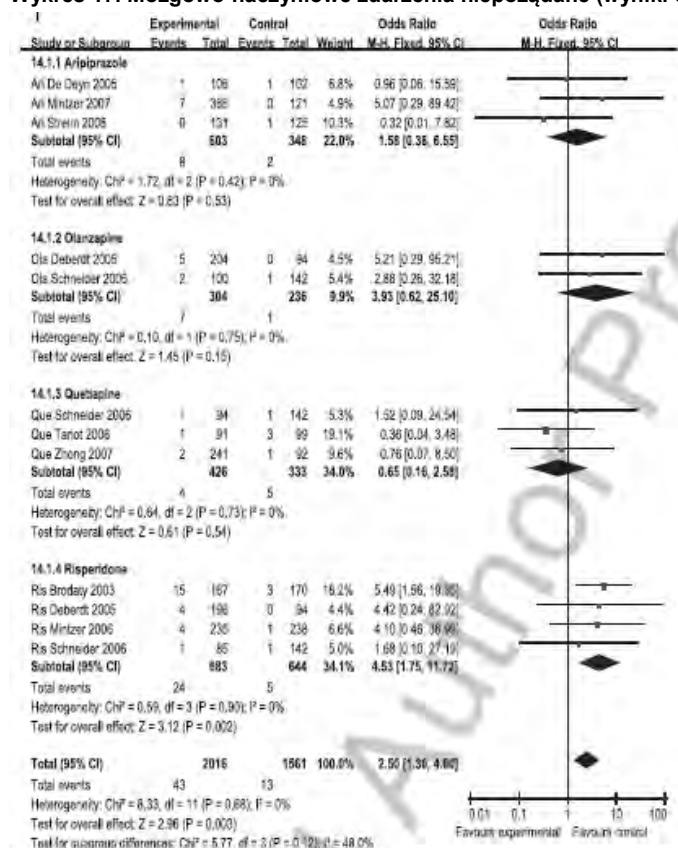 Wykres 1
Experimental Control Odds Ratio Odds Ratio
Study or Subgroup Events Total Events Total Weight M-H, Fixed, 95% CI M-H, Fixed, 95% CI
14.1.1 Aripiprazole
Ari De Deyn 2005 1 106 1 102 6.8% 0.96 [0.06, 15.59]
Ari Mintzer 2007 7 366 0 121 4.9% 5.07 [0.29, 89.42]
Ari Streim 2008 0 131 1 125 10.3% 0.32 [0.01, 7.82]
Subtotal (95% CI) 603 348 22.0% 1.58 [0.38, 6.55]
Total events 8 2
Heterogeneity: Chi² = 1.72, df = 2 (P = 0.42); I² = 0%
Test for overall effect: Z = 0.63 (P = 0.53)
14.1.2 Olanzapine
Ola Deberdt 2005 5 204 0 94 4.5% 5.21 [0.29, 95.21]
Ola Schneider 2006 2 100 1 142 5.4% 2.88 [0.26, 32.18]
Subtotal (95% CI) 304 236 9.9% 3.93 [0.62, 25.10]
Total events 7 1
Heterogeneity: Chi² = 0.10, df = 1 (P = 0.75); I² = 0%
Test for overall effect: Z = 1.45 (P = 0.15)
14.1.3 Quetiapine
Que Schneider 2006 1 94 1 142 5.3% 1.52 [0.09, 24.54]
Que Tariot 2006 1 91 3 99 19.1% 0.36 [0.04, 3.48]
Que Zhong 2007 2 241 1 92 9.6% 0.76 [0.07, 8.50]
Subtotal (95% CI) 426 333 34.0% 0.65 [0.16, 2.58]
Total events 4 5
Heterogeneity: Chi² = 0.64, df = 2 (P = 0.73); I² = 0%
Test for overall effect: Z = 0.61 (P = 0.54)
14.1.4 Risperidone
Ris Brodaty 2003 15 167 3 170 18.2% 5.49 [1.56,
Ris Deberdt 2005 4 196 0 94 4.4% 4.42 [0.24,
Ris Mintzer 2006 4 235 1 238 6.6% 4.10 [0.46,
Ris Schneider 2006 1 85 1 142 5.0% 1.68 [0.10, 27.19]
Subtotal (95% CI) 683 644 34.1% 4.53 [1.75, 11.72]
Total events 24 5
Heterogeneity: Chi² = 0.59, df = 3 (P = 0.90); I² = 0%
Test for overall effect: Z = 3.12 (P = 0.002)
Total (95% CI) 2016 1561 100.0% 2.50
Total events 43 13
Heterogeneity: Chi² = 8.33, df = 11 (P = 0.68); I² = 0%
Test for overall effect: Z = 2.96 (P = 0.003)
Test for subgroup differences: Chi² = 5.77, df = 3 (P = 0.12), I² = 48.0%
0.01 0.1 1 10 100
Favours experimental Favours control
Author Pr